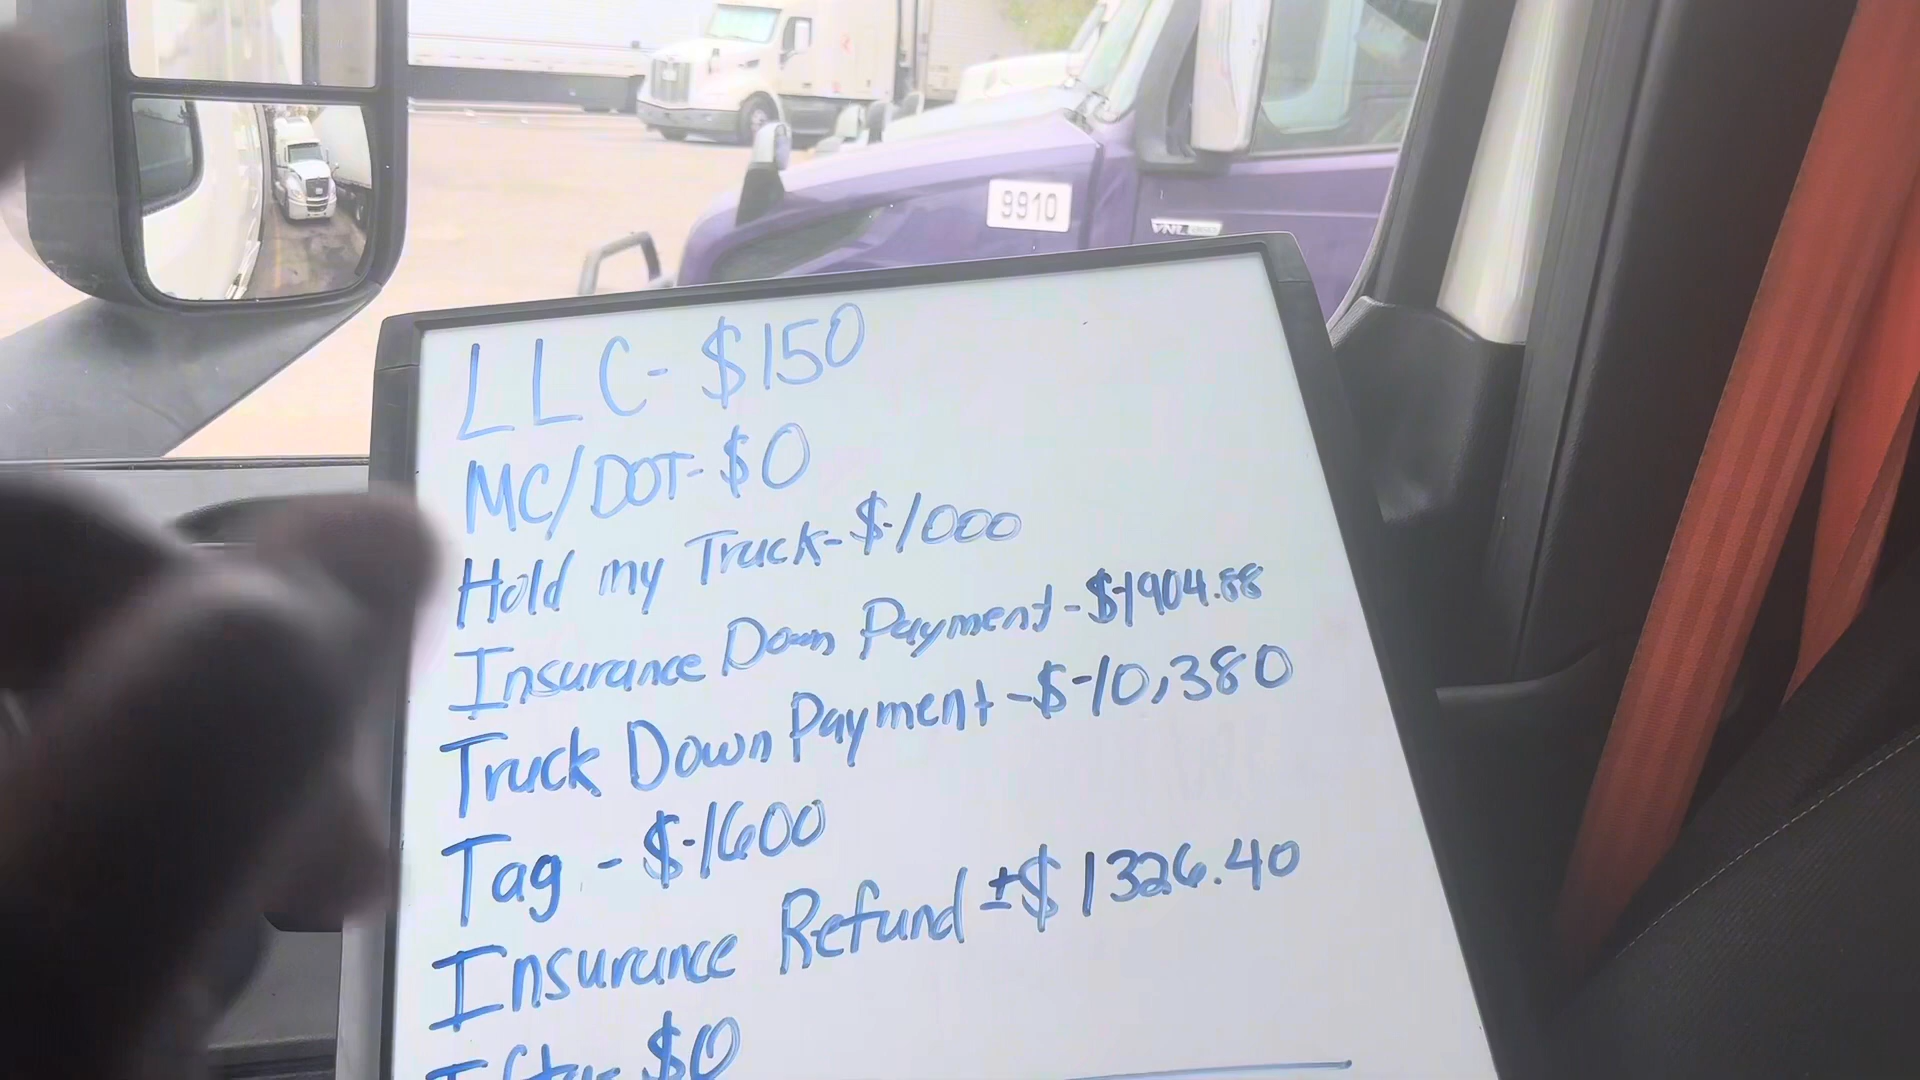 9910
VNL
LLC- $150
MC/DOT- $0
Hold my Truck- $-1000
Insurance Down Payment - $-1904.88
Truck Down Payment - $-10,380
Tag - $-1600
Insurance Refund ±$ 1326.40
$0